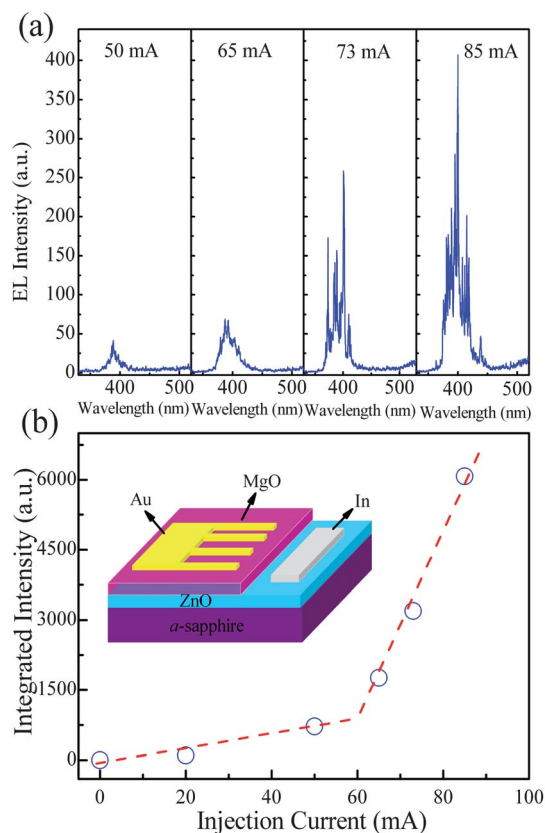 (a)
50 mA 65 mA 73 mA 85 mA
EL Intensity (a.u.)
400
350
300
250
200
150
100
50
0
400 500 400 500 400 500 400 500
Wavelength (nm) Wavelength (nm) Wavelength (nm) Wavelength (nm)
(b)
Integrated Intensity (a.u.)
6000
4500
3000
01500
0
Au
MgO
In
ZnO
a-sapphire
0 20 40 60 80 100
Injection Current (mA)